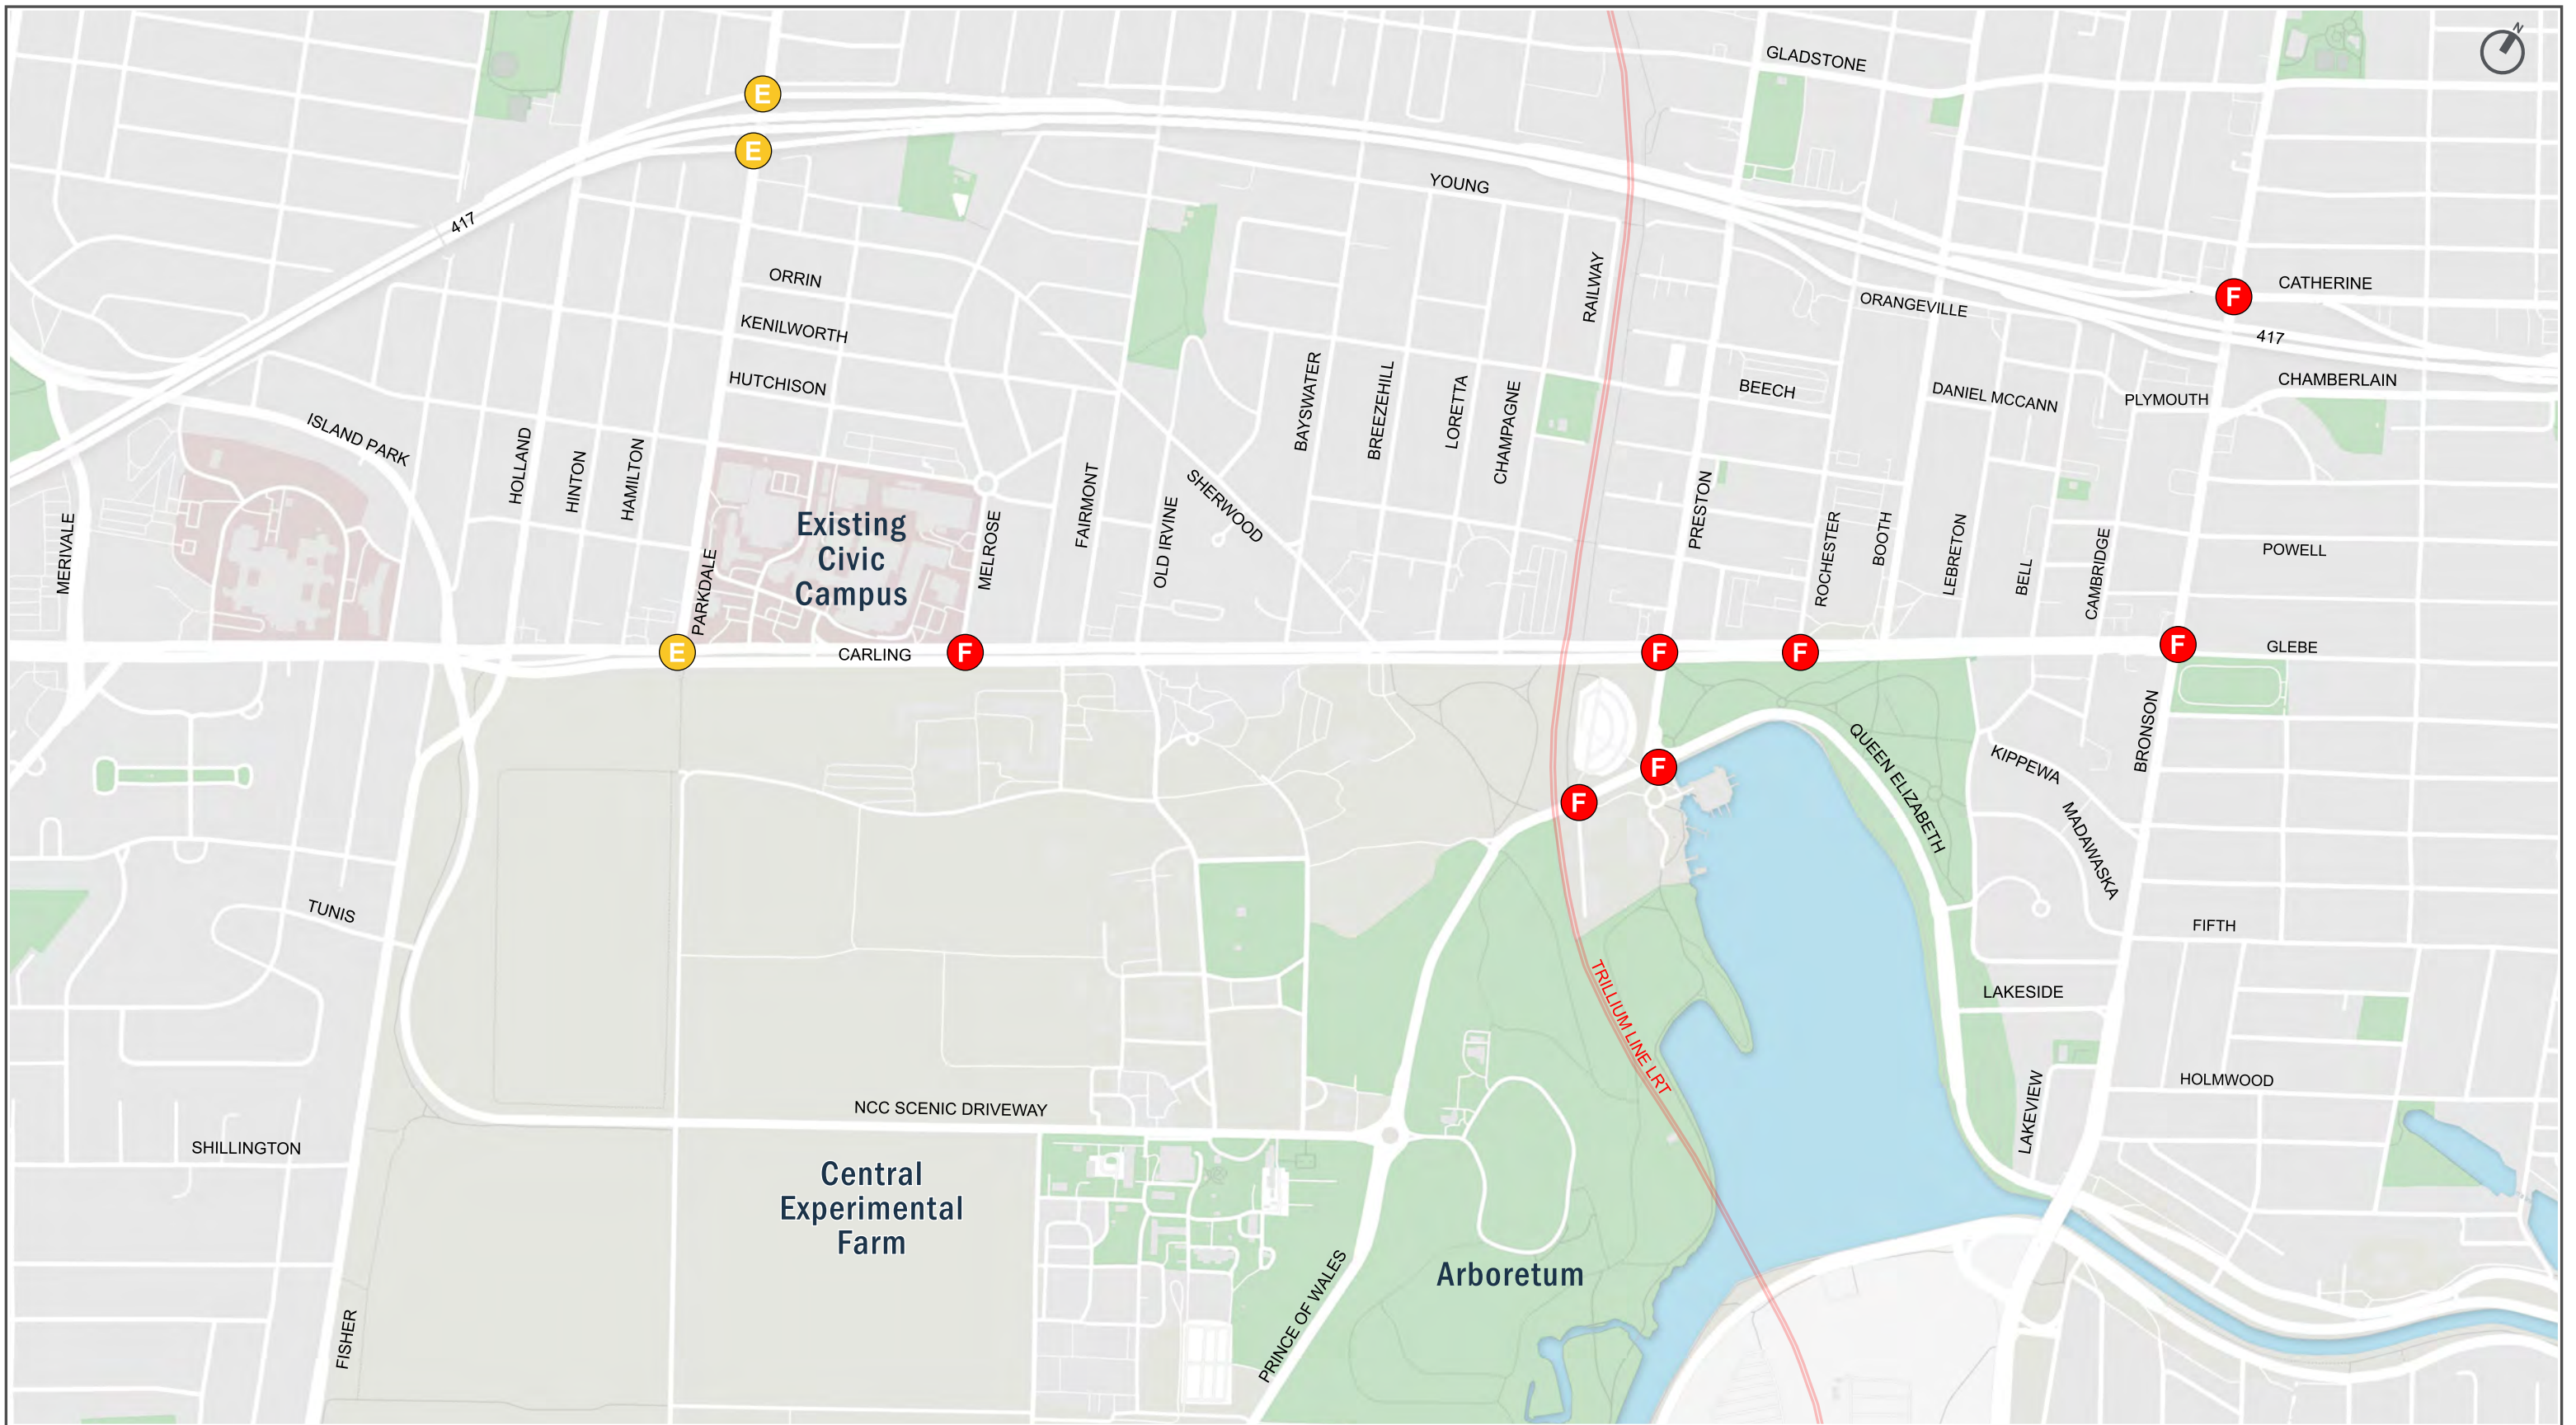 N
GLADSTONE
E
E
YOUNG
417
ORRIN
RAILWAY
CATHERINE
F
ORANGEVILLE
KENILWORTH
417
HUTCHISON
BEECH
DANIEL MCCANN
PLYMOUTH
CHAMBERLAIN
ISLAND PARK
HOLLAND
HINTON
HAMILTON
BAYSWATER
BREEZEHILL
LORETTA
CHAMPAGNE
SHERWOOD
FAIRMONT
OLD IRVINE
MELROSE
PRESTON
ROCHESTER
BOOTH
LEBRETON
BELL
CAMBRIDGE
POWELL
MERIVALE
PARKDALE
Existing
Civic
Campus
E
CARLING
F
F
F
F
GLEBE
BRONSON
QUEEN ELIZABETH
KIPPEWA
MADAWASKA
F
F
TUNIS
FIFTH
TRILLIUM LINE LRT
LAKESIDE
HOLMWOOD
LAKEVIEW
NCC SCENIC DRIVEWAY
SHILLINGTON
Central
Experimental
Farm
Arboretum
PRINCE OF WALES
FISHER